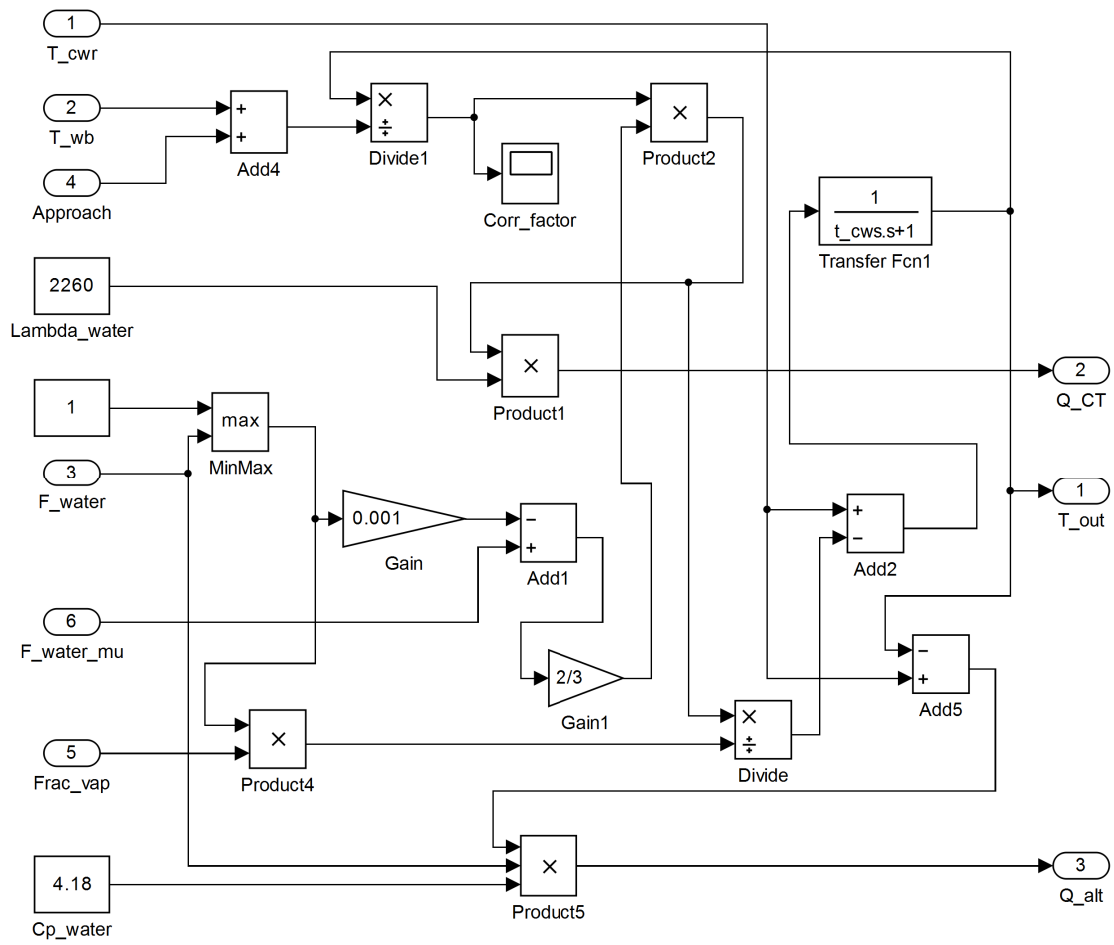 1
T_cwr
2
T_wb
4
Approach
+
+
Add4
×
÷
Divide1
Corr_factor
×
Product2
1
t_cws.s+1
Transfer Fcn1
2260
Lambda_water
×
Product1
2
Q_CT
1
max
MinMax
3
F_water
0.001
Gain
−
+
Add1
+
−
Add2
1
T_out
6
F_water_mu
2/3
Gain1
−
+
Add5
×
÷
Divide
5
Frac_vap
×
Product4
4.18
Cp_water
×
Product5
3
Q_alt